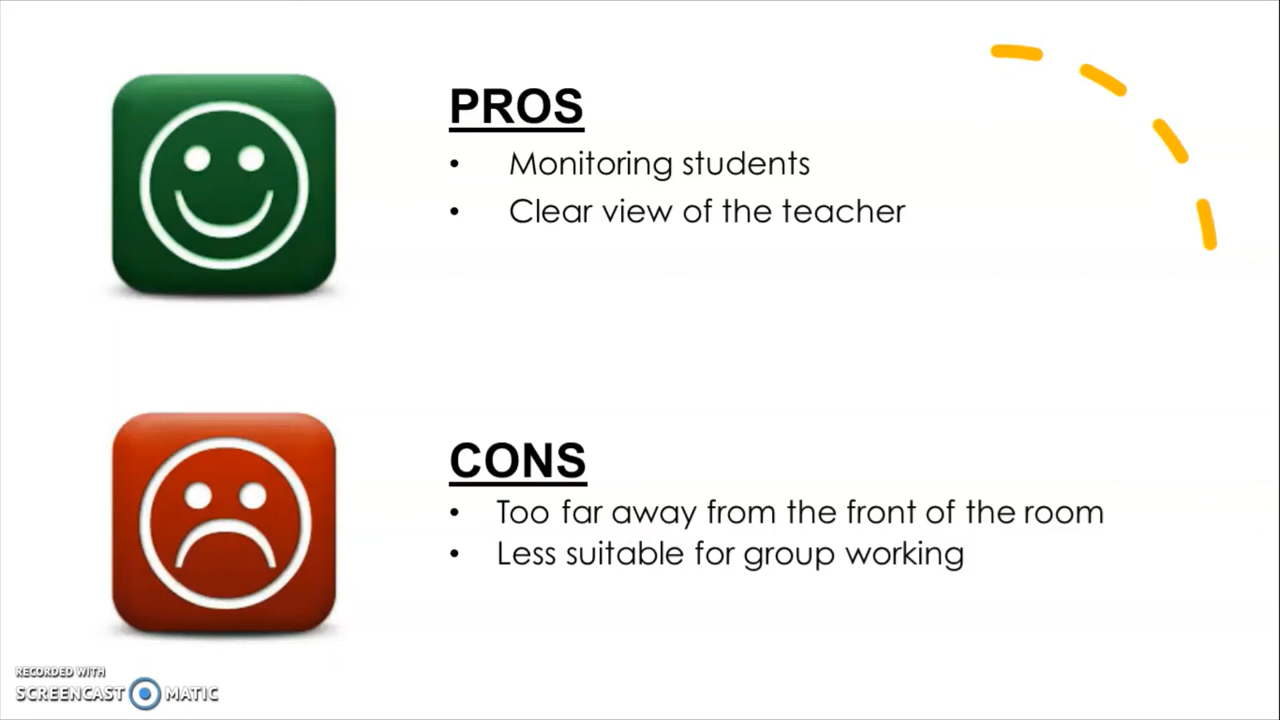 PROS
• Monitoring students
• Clear view of the teacher
CONS
• Too far away from the front of the room
• Less suitable for group working
RECORDED WITH
SCREENCAST MATIC